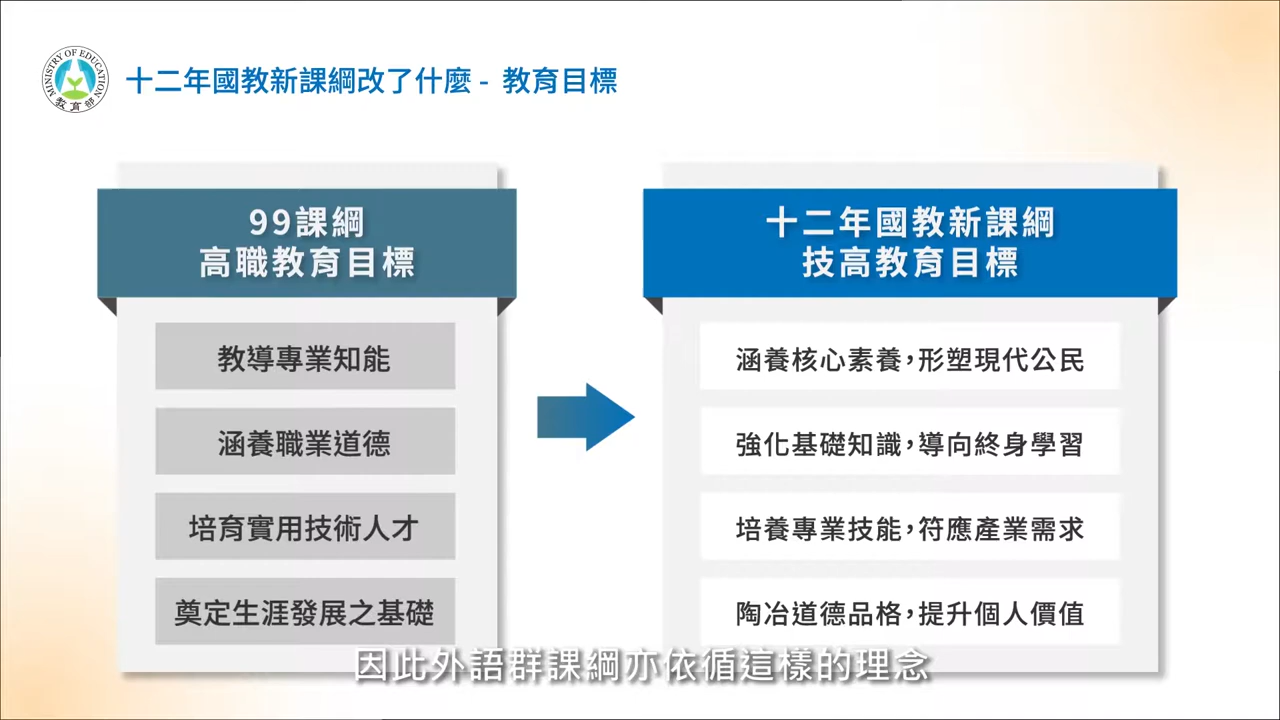 MINISTRY OF EDUCATION
教育部
十二年國教新課綱改了什麼 - 教育目標
99課綱
高職教育目標
教導專業知能
涵養職業道德
培育實用技術人才
奠定生涯發展之基礎
十二年國教新課綱
技高教育目標
涵養核心素養，形塑現代公民
強化基礎知識，導向終身學習
培養專業技能，符應產業需求
陶冶道德品格，提升個人價值
因此外語群課綱亦依循這樣的理念